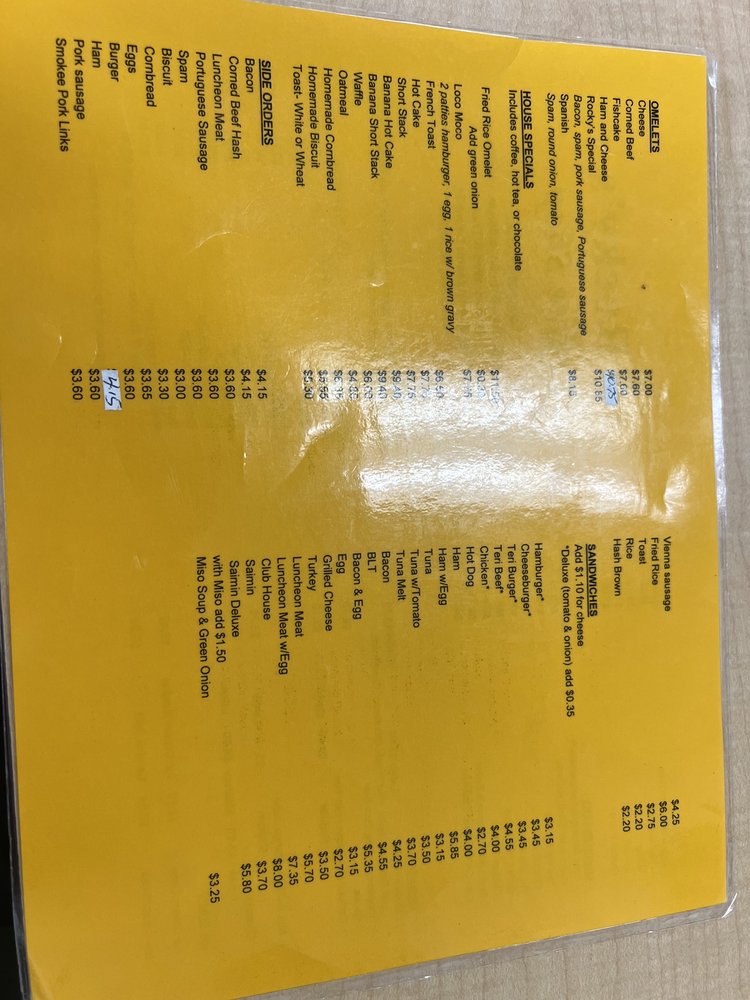 OMELETS
Cheese $7.00
Corned Beef $7.60
Fishcake $7.60
Ham and Cheese $10.75
Rocky's Special $10.85
Bacon, spam, pork sausage, Portuguese sausage
Spanish $8.15
Spam, round onion, tomato
HOUSE SPECIALS
Includes coffee, hot tea, or chocolate
Fried Rice Omelet
Add green onion
Loco Moco
2 patties hamburger, 1 egg, 1 rice w/ brown gravy
French Toast
Hot Cake
Short Stack $7.75
Banana Hot Cake $9.40
Banana Short Stack $9.40
Waffle
Oatmeal
Homemade Cornbread
Homemade Biscuit $5.95
Toast- White or Wheat $5.30
SIDE ORDERS
Bacon $4.15
Corned Beef Hash $4.15
Luncheon Meat $3.60
Portuguese Sausage $3.60
Spam $3.60
Biscuit $3.00
Cornbread $3.30
Eggs $3.65
Burger $3.60
Ham 4.15
Pork sausage $3.60
Smokee Pork Links $3.60
Vienna sausage $4.25
Fried Rice $6.00
Toast $2.75
Rice $2.20
Hash Brown $2.20
SANDWICHES
Add $1.10 for cheese
*Deluxe (tomato & onion) add $0.35
Hamburger* $3.15
Cheeseburger* $3.45
Teri Burger* $3.45
Teri Beef* $4.55
Chicken* $4.00
Hot Dog $2.70
Ham $4.00
Ham w/Egg $5.85
Tuna $3.15
Tuna w/Tomato $3.50
Tuna Melt $3.70
Bacon $4.25
BLT $4.55
Bacon & Egg $5.35
Egg $3.15
Grilled Cheese $2.70
Turkey $3.50
Luncheon Meat $5.70
Luncheon Meat w/Egg $7.35
Club House $8.00
Saimin $3.70
Saimin Deluxe $5.80
with Miso add $1.50
Miso Soup & Green Onion $3.25